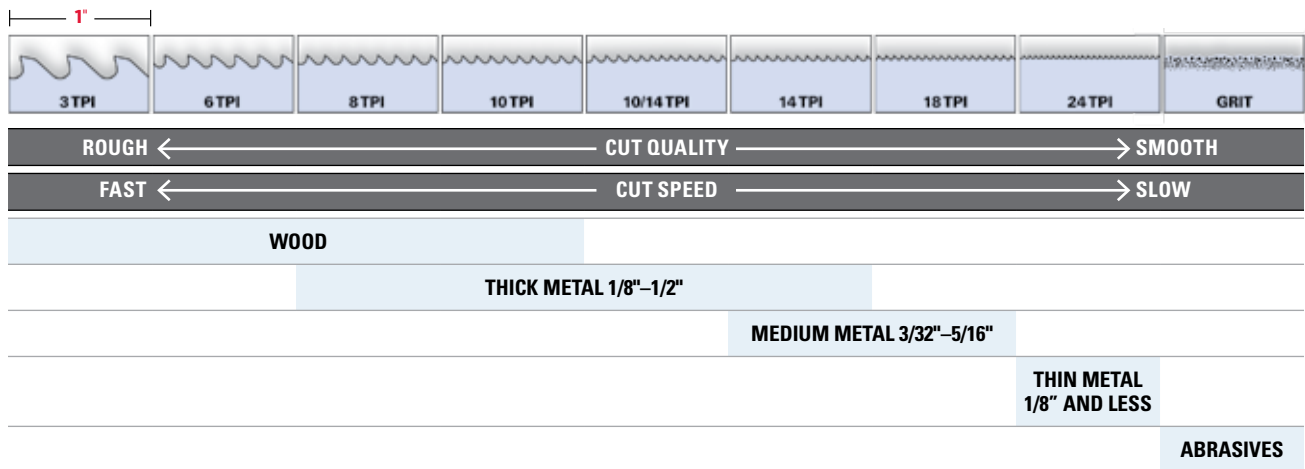 1"
3 TPI 6 TPI 8 TPI 10 TPI 10/14 TPI 14 TPI 18 TPI 24 TPI GRIT
ROUGH CUT QUALITY SMOOTH
FAST CUT SPEED SLOW
WOOD
THICK METAL 1/8"–1/2"
MEDIUM METAL 3/32"–5/16"
THIN METAL
1/8” AND LESS
ABRASIVES